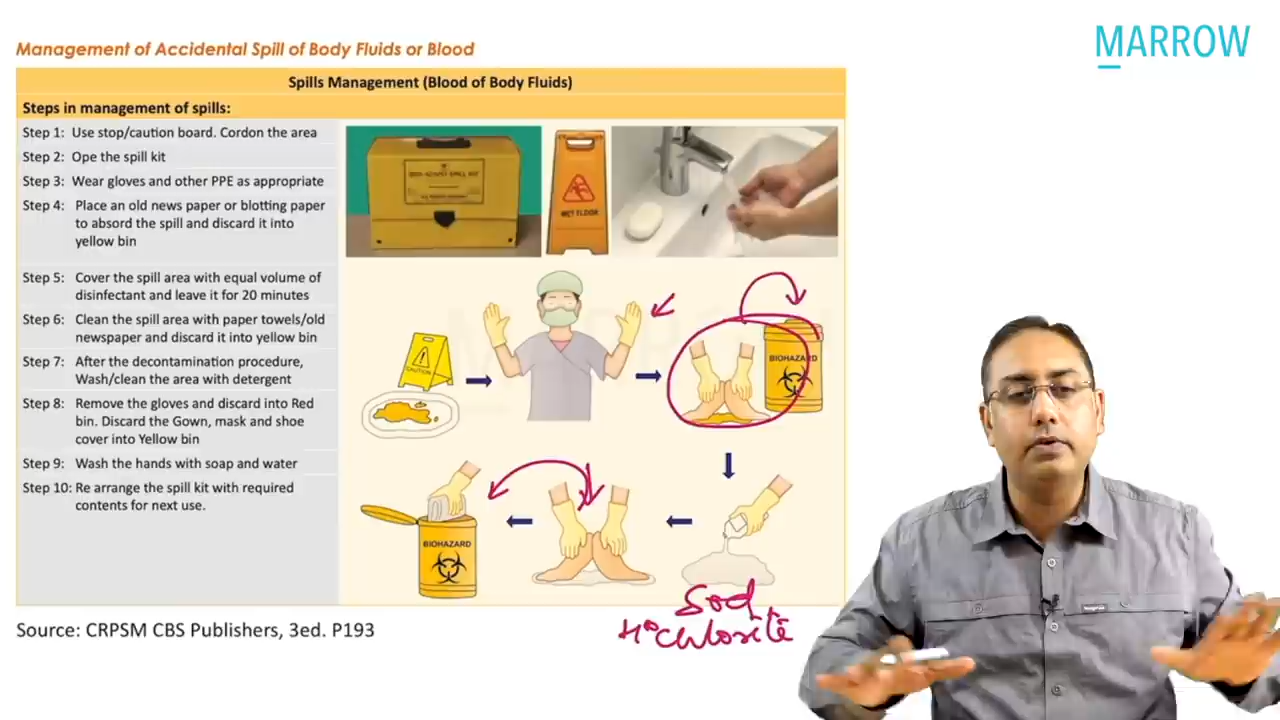 MARROW
Management of Accidental Spill of Body Fluids or Blood
Spills Management (Blood of Body Fluids)
Steps in management of spills:
Step 1: Use stop/caution board. Cordon the area
Step 2: Ope the spill kit
Step 3: Wear gloves and other PPE as appropriate
Step 4: Place an old news paper or blotting paper
to absord the spill and discard it into
yellow bin
Step 5: Cover the spill area with equal volume of
disinfectant and leave it for 20 minutes
Step 6: Clean the spill area with paper towels/old
newspaper and discard it into yellow bin
Step 7: After the decontamination procedure,
Wash/clean the area with detergent
Step 8: Remove the gloves and discard into Red
bin. Discard the Gown, mask and shoe
cover into Yellow bin
Step 9: Wash the hands with soap and water
Step 10: Re arrange the spill kit with required
contents for next use.
WET FLOOR
CAUTION
BIOHAZARD
BIOHAZARD
Sod
chlorite
Source: CRPSM CBS Publishers, 3ed. P193